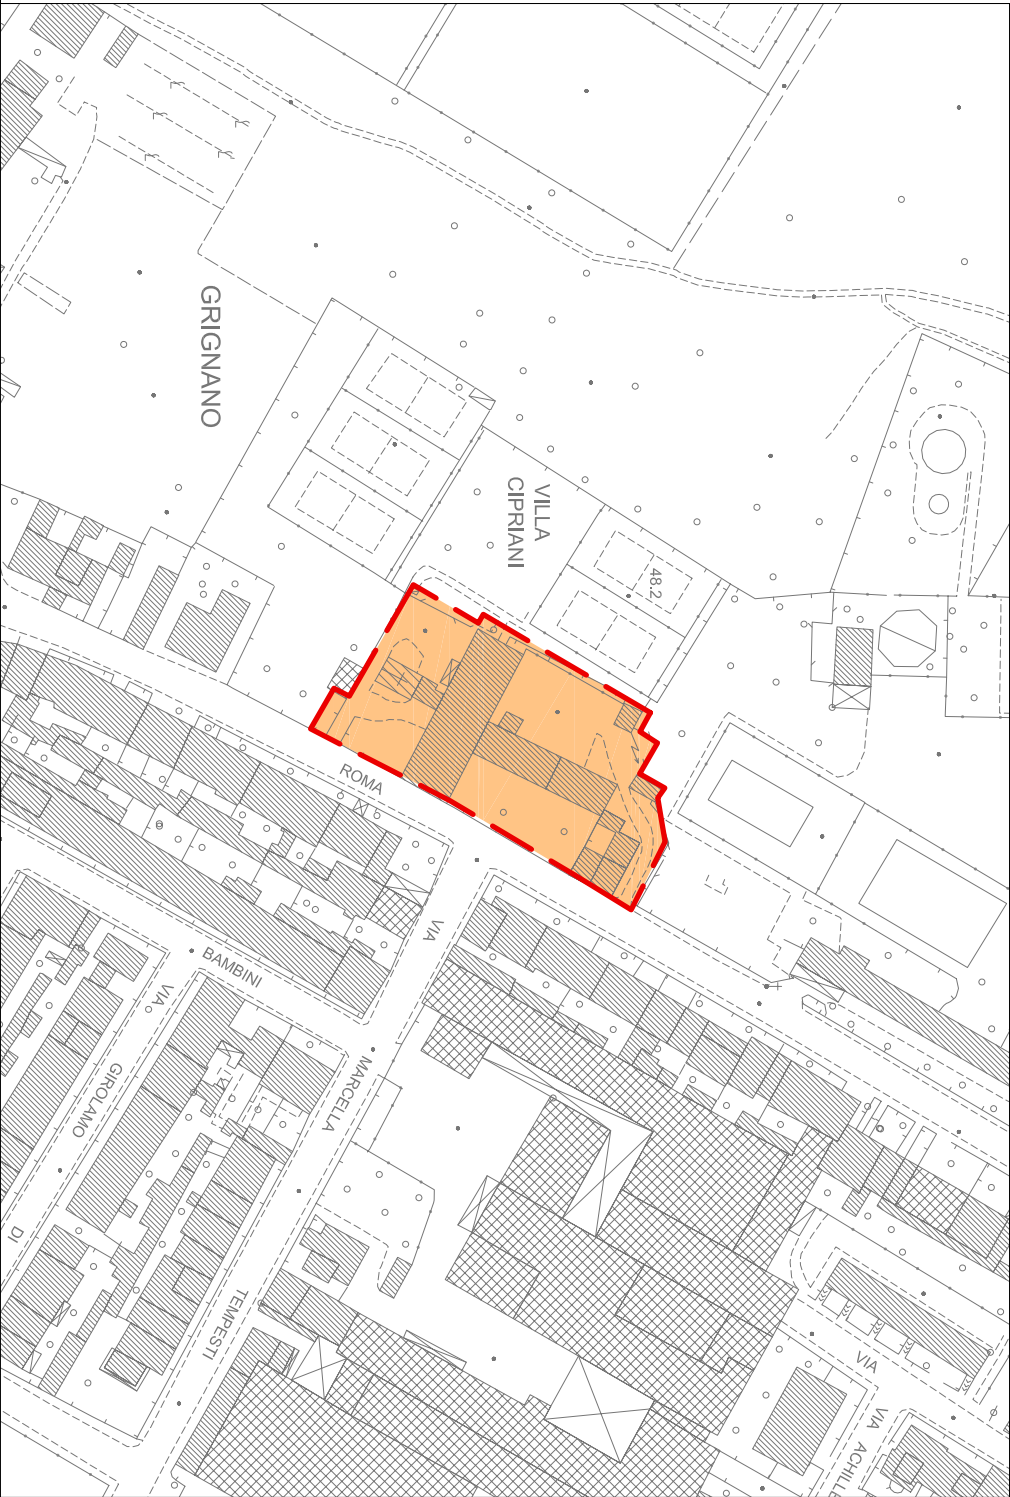 GRIGNANO
VILLA
CIPRIANI
48.2
ROMA
VIA
BAMBINI
VIA
GIROLAMO
MARCELLA
DI
TEMPESTI
VIA
VIA ACHILLE